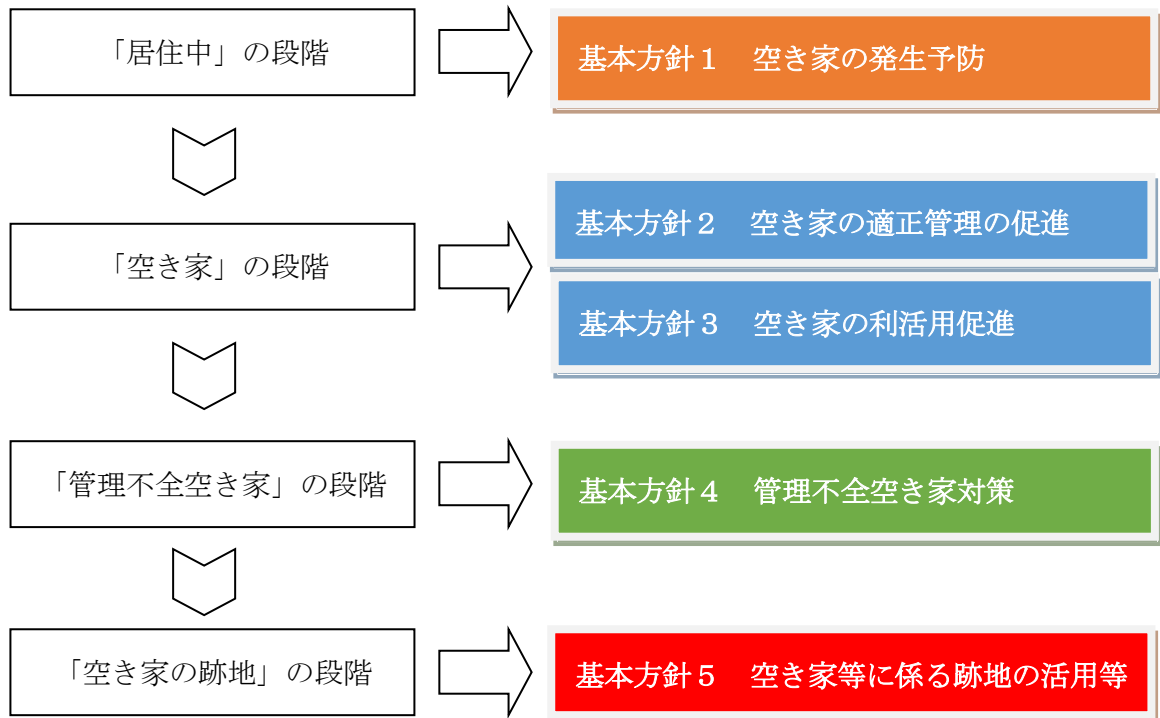 「居住中」の段階
基本方針１　空き家の発生予防
「空き家」の段階
基本方針２　空き家の適正管理の促進
基本方針３　空き家の利活用促進
「管理不全空き家」の段階
基本方針４　管理不全空き家対策
「空き家の跡地」の段階
基本方針５　空き家等に係る跡地の活用等